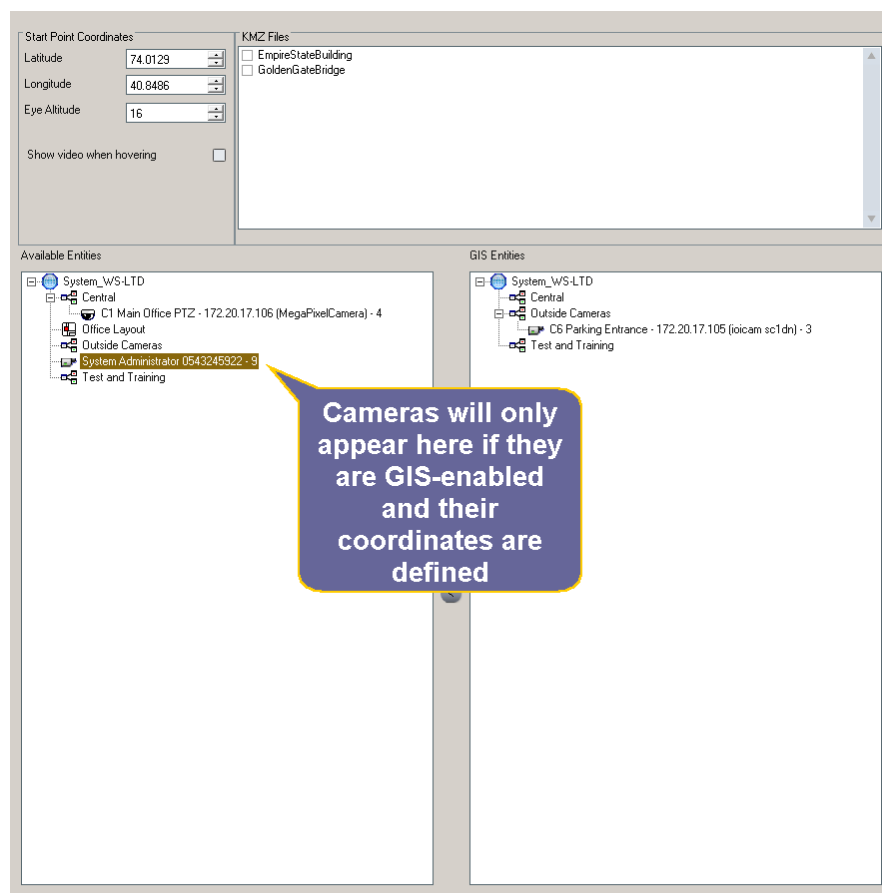 Start Point Coordinates
Latitude
74.0129
Longitude
40.8486
Eye Altitude
16
Show video when hovering
KMZ Files
EmpireStateBuilding
GoldenGateBridge
Available Entities
System_WS-LTD
Central
C1 Main Office PTZ - 172.20.17.106 (MegaPixelCamera) - 4
Office Layout
Outside Cameras
System Administrator 0543245922 - 9
Test and Training
GIS Entities
System_WS-LTD
Central
Outside Cameras
C6 Parking Entrance - 172.20.17.105 (ioicam sc1dn) - 3
Test and Training
Cameras will only
appear here if they
are GIS-enabled
and their
coordinates are
defined